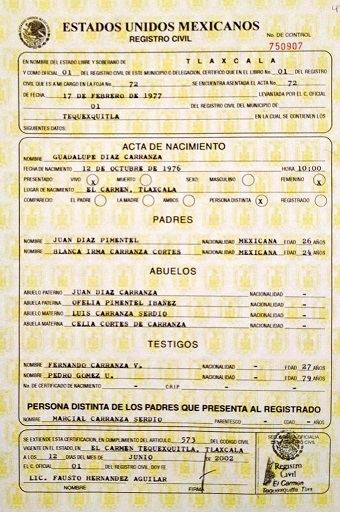 ESTADOS UNIDOS MEXICANOS
REGISTRO CIVIL
No. DE CONTROL
750907
EN NOMBRE DEL ESTADO LIBRE Y SOBERANO DE TLAXCALA
Y COMO OFICIAL 01 DEL REGISTRO CIVIL DE ESTE MUNICIPIO O DELEGACION, CERTIFICO QUE EN EL LIBRO No. 01 DEL REGISTRO
CIVIL QUE ES A MI CARGO EN LA FOJA No. 72 SE ENCUENTRA ASENTADA EL ACTA No. 72
DE FECHA 17 DE FEBRERO DE 1977 LEVANTADA POR EL C. OFICIAL
01 DEL REGISTRO CIVIL DEL MUNICIPIO DE
TEQUEXQUITLA EN LA CUAL SE CONTIENEN LOS
SIGUIENTES DATOS:
ACTA DE NACIMIENTO
NOMBRE GUADALUPE DIAZ CARRANZA
FECHA DE NACIMIENTO 12 DE OCTUBRE DE 1976 HORA 10:00
PRESENTADO: VIVO X MUERTO SEXO: MASCULINO FEMENINO X
LUGAR DE NACIMIENTO EL CARMEN, TLAXCALA
COMPARECIO: EL PADRE LA MADRE AMBOS PERSONA DISTINTA X REGISTRADO
PADRES
NOMBRE JUAN DIAZ PIMENTEL NACIONALIDAD MEXICANA EDAD 26 AÑOS
NOMBRE BLANCA IRMA CARRANZA CORTES NACIONALIDAD MEXICANA EDAD 24 AÑOS
ABUELOS
ABUELO PATERNO JUAN DIAZ CARRANZA NACIONALIDAD -
ABUELA PATERNA OFELIA PIMENTEL IBAÑEZ NACIONALIDAD -
ABUELO MATERNO LUIS CARRANZA SERDIO NACIONALIDAD -
ABUELA MATERNA CELIA CORTES DE CARRANZA NACIONALIDAD -
TESTIGOS
NOMBRE FERNANDO CARRANZA V. NACIONALIDAD - EDAD 27 AÑOS
NOMBRE PEDRO GOMEZ U. NACIONALIDAD - EDAD 79 AÑOS
No. DE CERTIFICADO DE NACIMIENTO - C.R.I.P. -
PERSONA DISTINTA DE LOS PADRES QUE PRESENTA AL REGISTRADO
NOMBRE MARCIAL CARRANZA SERDIO PARENTESCO - EDAD - AÑOS
SE EXTIENDE ESTA CERTIFICACION, EN CUMPLIMIENTO DEL ARTICULO 573 DEL CODIGO CIVIL
VIGENTE EN EL ESTADO, EN EL CARMEN TEQUEXQUITLA, TLAXCALA
A LOS 12 DIAS DEL MES DE JUNIO DE 2002
EL C. OFICIAL 01 DEL REGISTRO CIVIL, DOY FE
LIC. FAUSTO HERNANDEZ AGUILAR
NOMBRE FIRMA
Registro
Civil
El Carmen
Tequexquitla Tlax